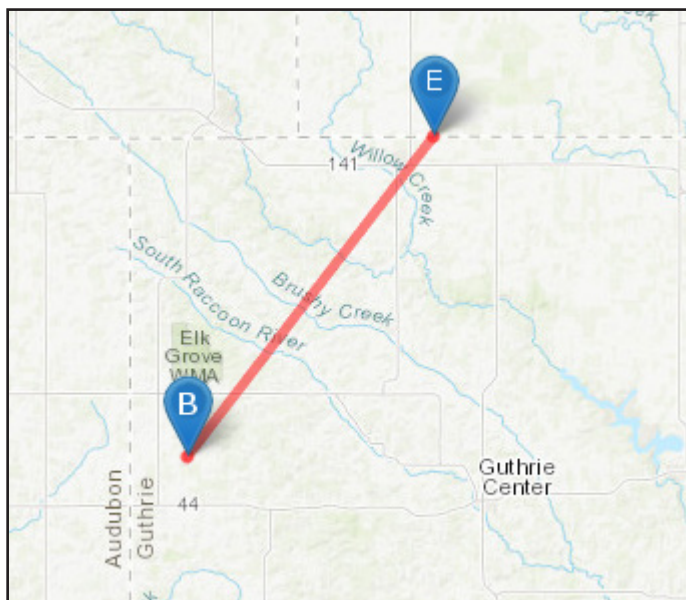 E
Willow Creek
141
South Raccoon River
Brushy Creek
Elk
Grove
WMA
B
Guthrie
Center
44
Audubon
Guthrie